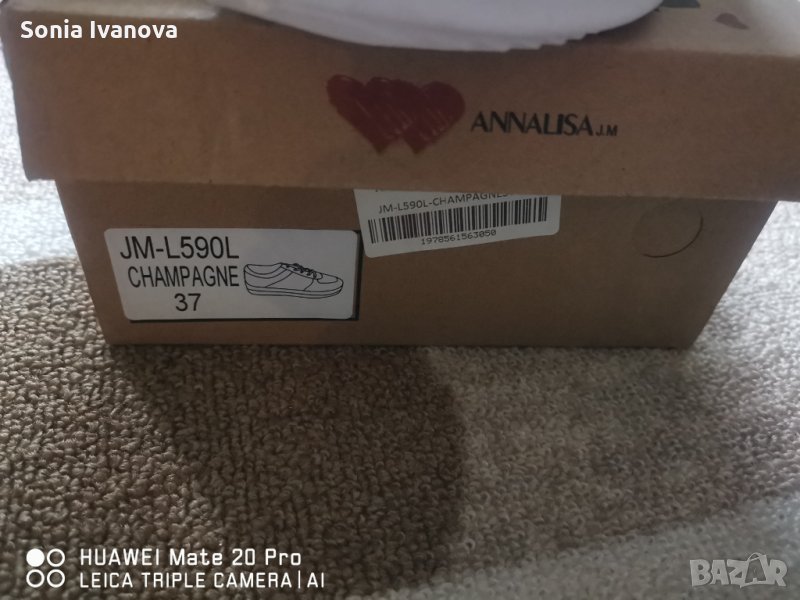 Sonia Ivanova
ANNALISA J.M
JM-L590L-CHAMPAGNE
1978561563050
JM-L590L
CHAMPAGNE
37
HUAWEI Mate 20 Pro
LEICA TRIPLE CAMERA | AI
BAZAR